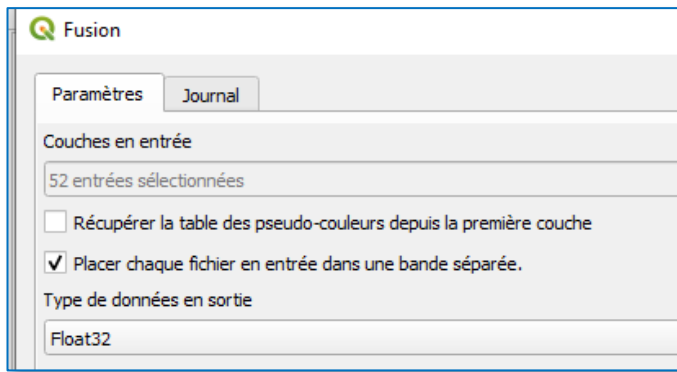 Fusion
Paramètres Journal
Couches en entrée
52 entrées sélectionnées
Récupérer la table des pseudo-couleurs depuis la première couche
Placer chaque fichier en entrée dans une bande séparée.
Type de données en sortie
Float32